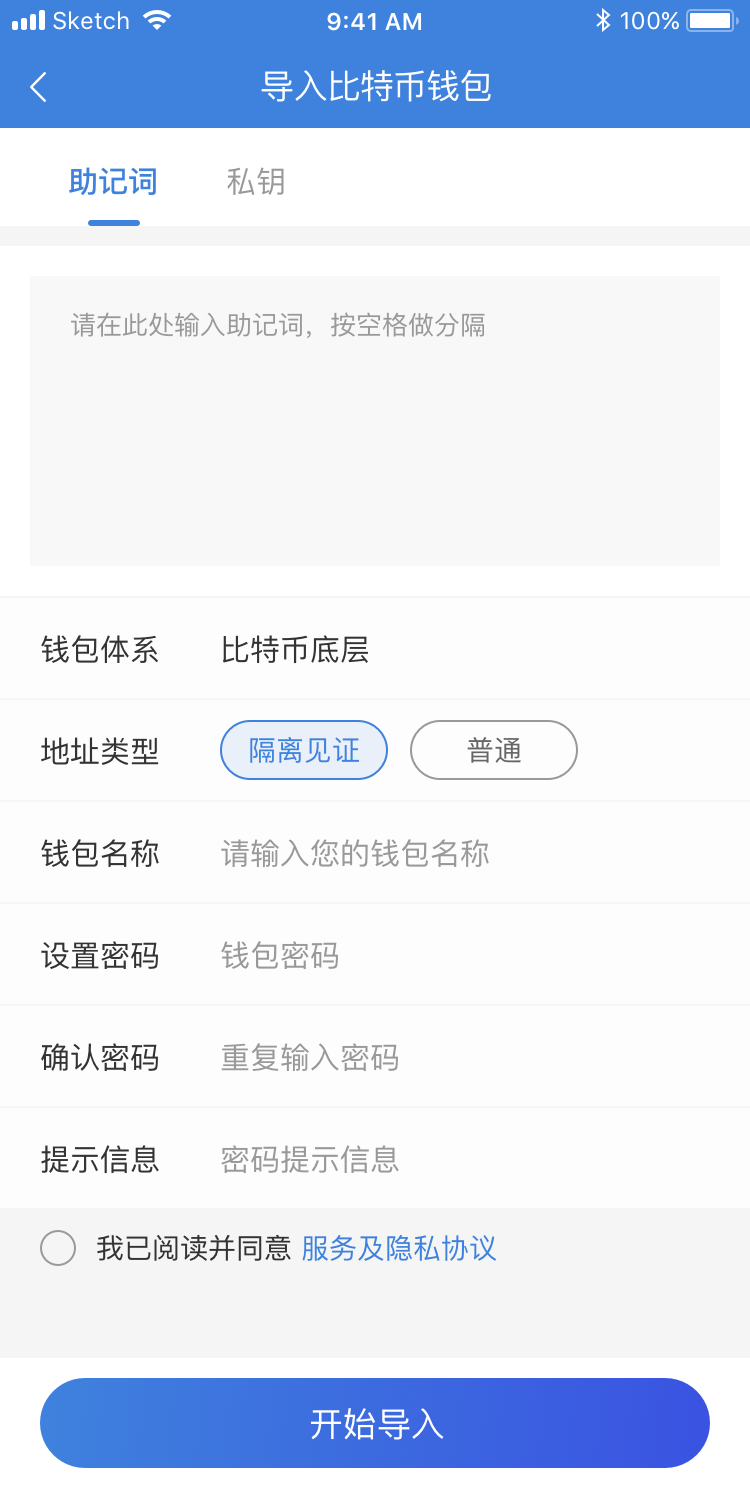 Sketch 9:41 AM 100%
导入比特币钱包
助记词 私钥
请在此处输入助记词，按空格做分隔
钱包体系 比特币底层
地址类型 隔离见证 普通
钱包名称 请输入您的钱包名称
设置密码 钱包密码
确认密码 重复输入密码
提示信息 密码提示信息
我已阅读并同意 服务及隐私协议
开始导入